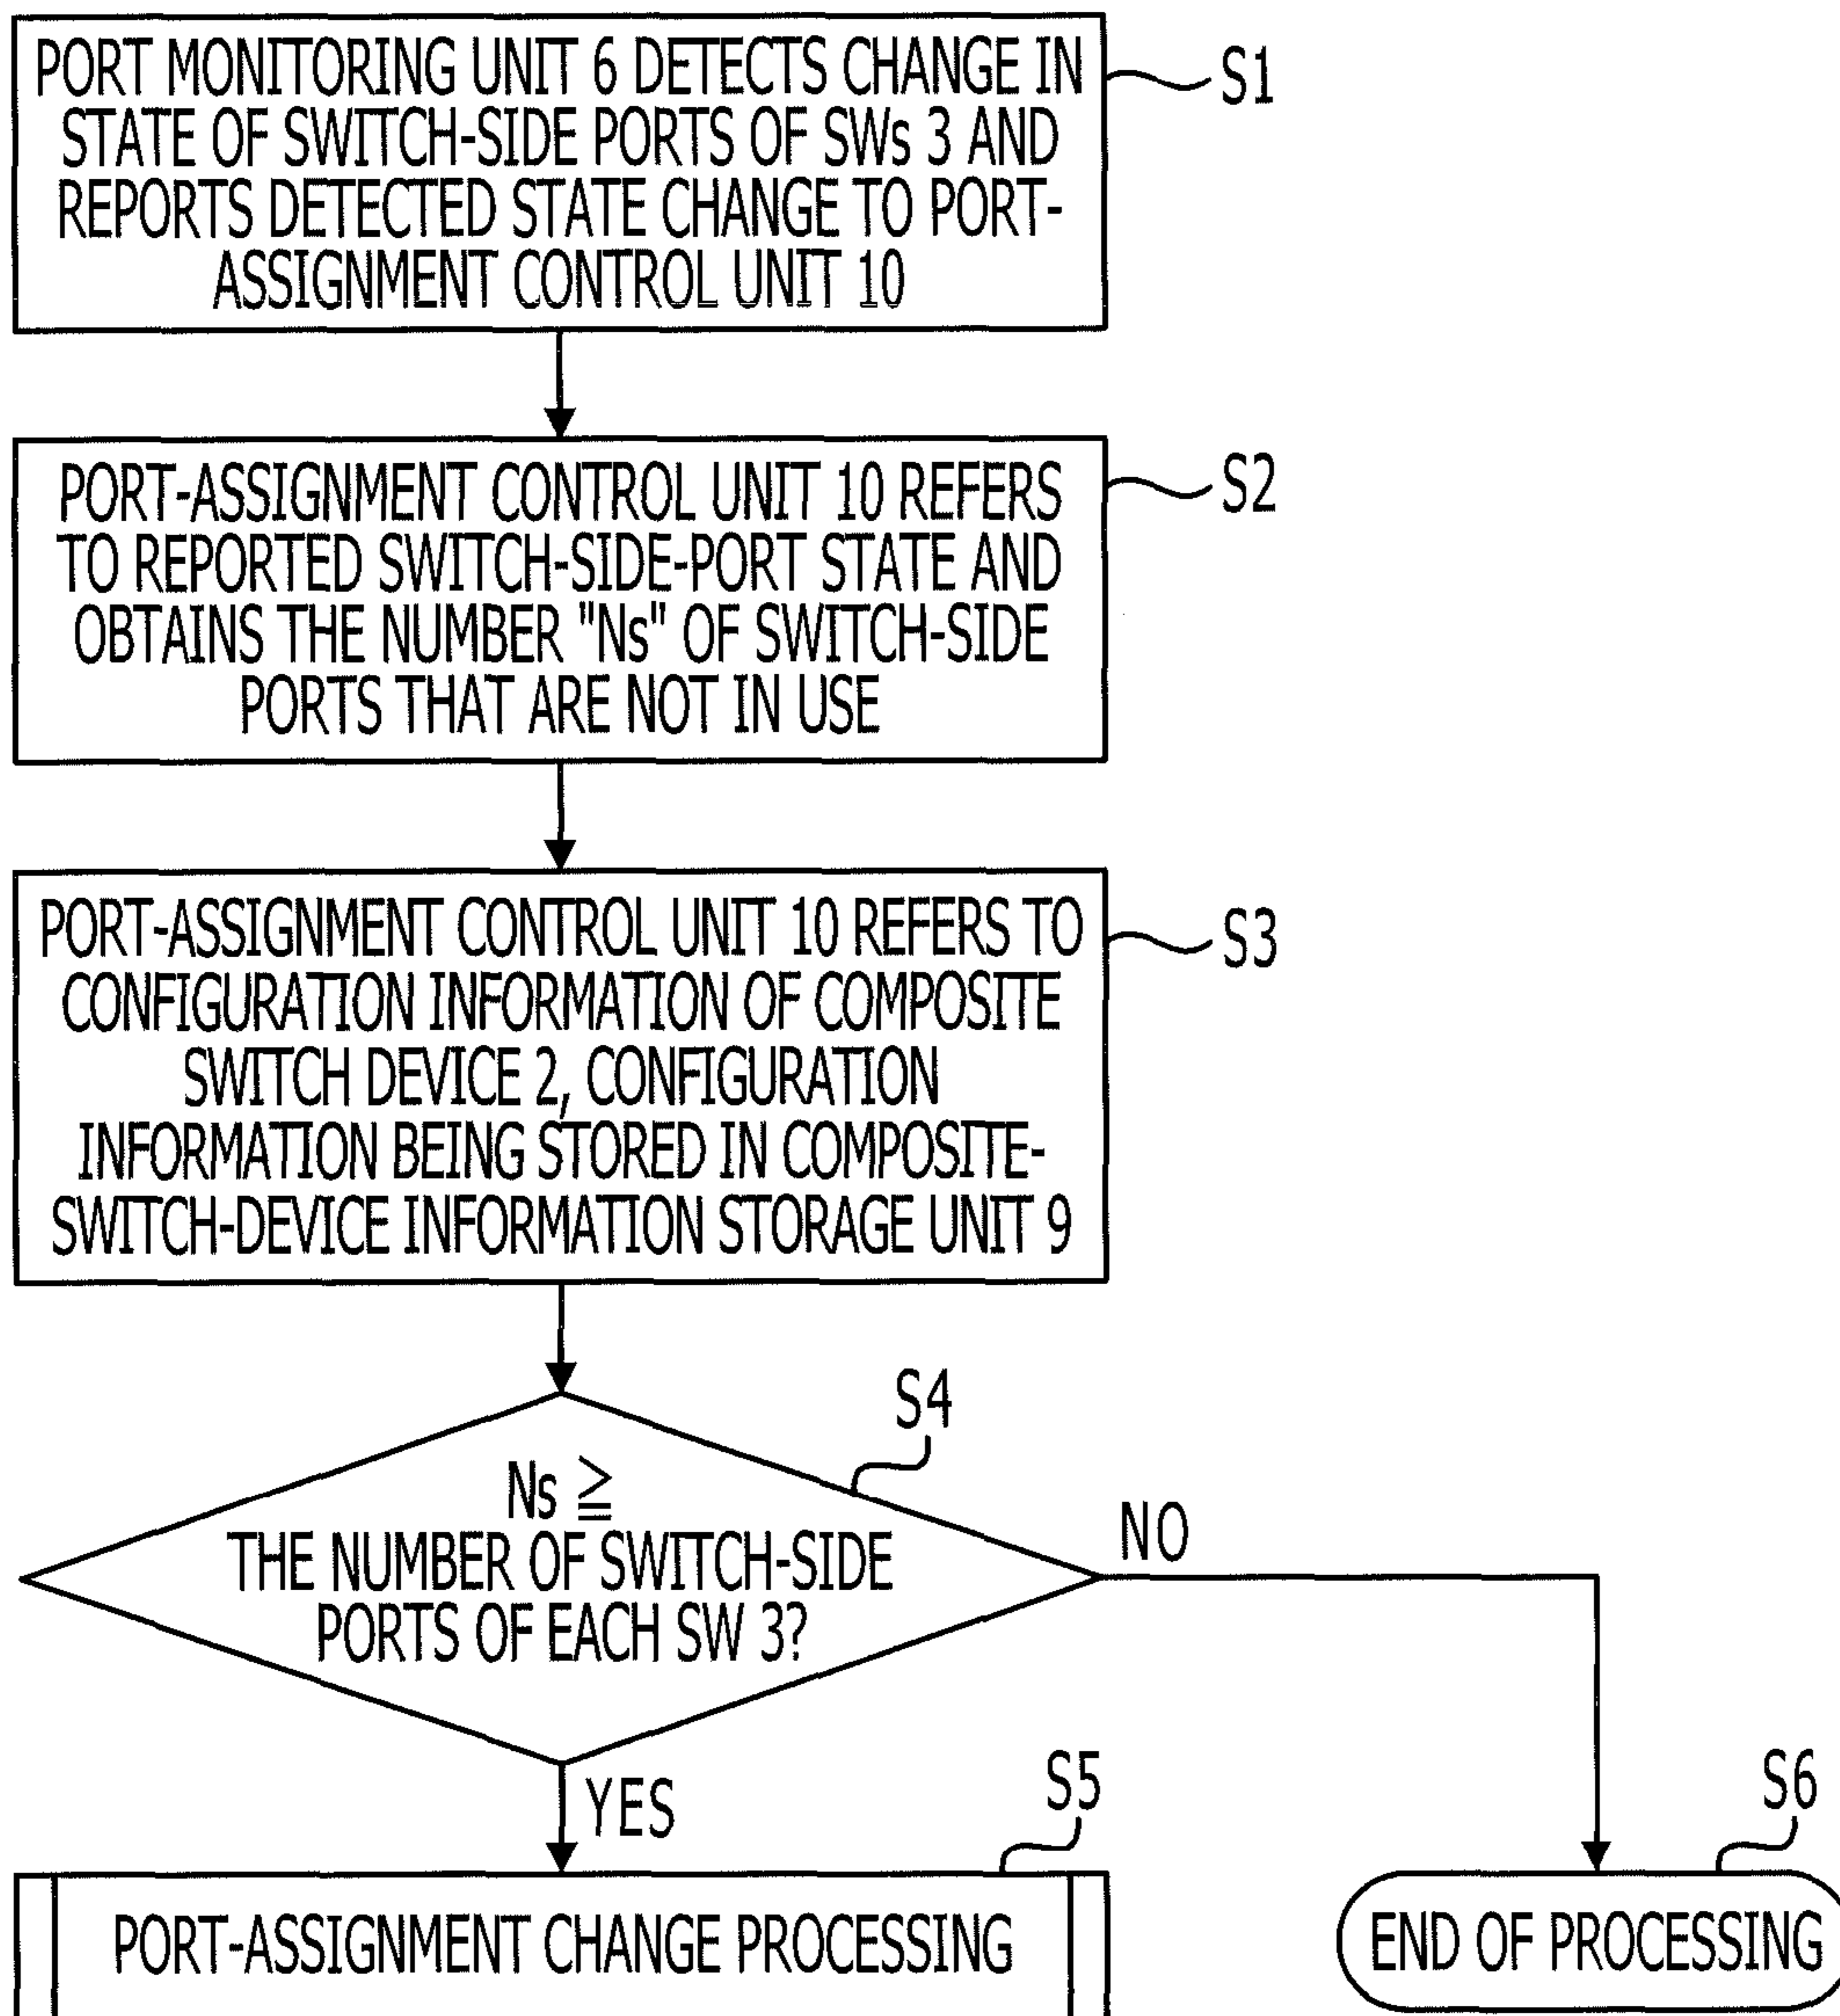 PORT MONITORING UNIT 6 DETECTS CHANGE IN
STATE OF SWITCH-SIDE PORTS OF SWs 3 AND
REPORTS DETECTED STATE CHANGE TO PORT-
ASSIGNMENT CONTROL UNIT 10
S1
PORT-ASSIGNMENT CONTROL UNIT 10 REFERS
TO REPORTED SWITCH-SIDE-PORT STATE AND
OBTAINS THE NUMBER "Ns" OF SWITCH-SIDE
PORTS THAT ARE NOT IN USE
S2
PORT-ASSIGNMENT CONTROL UNIT 10 REFERS TO
CONFIGURATION INFORMATION OF COMPOSITE
SWITCH DEVICE 2, CONFIGURATION
INFORMATION BEING STORED IN COMPOSITE-
SWITCH-DEVICE INFORMATION STORAGE UNIT 9
S3
S4
Ns ≧
THE NUMBER OF SWITCH-SIDE
PORTS OF EACH SW 3?
NO
YES
S5
S6
PORT-ASSIGNMENT CHANGE PROCESSING
END OF PROCESSING